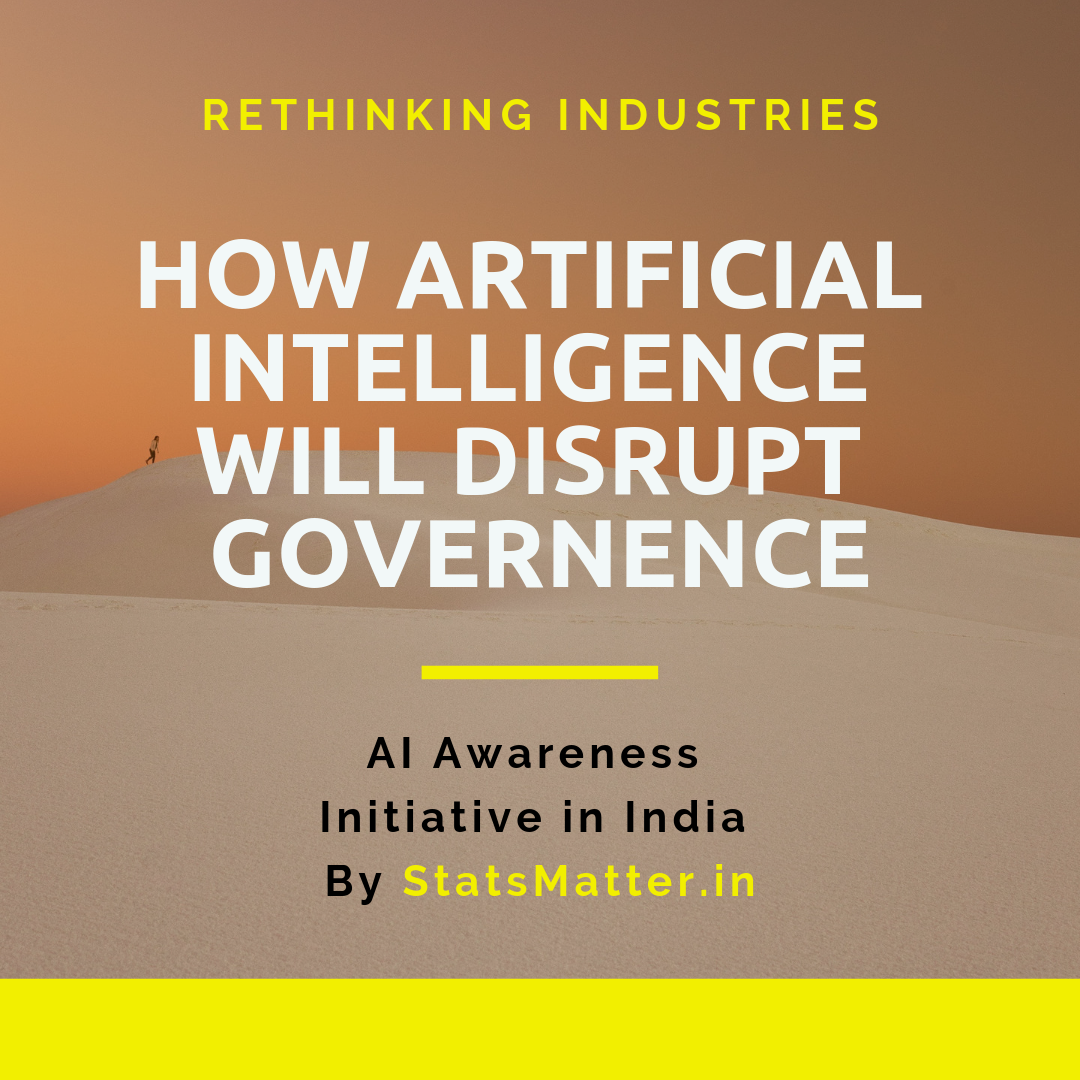 RETHINKING INDUSTRIES
HOW ARTIFICIAL
INTELLIGENCE
WILL DISRUPT
GOVERNENCE
AI Awareness
Initiative in India
By StatsMatter.in